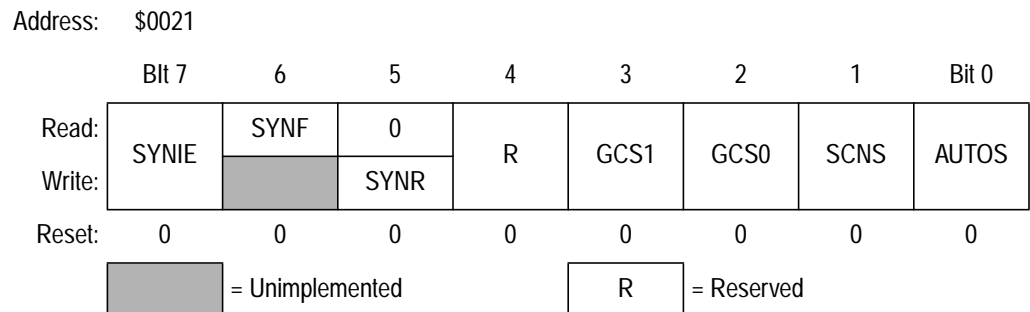 Address: $0021
BIt 7 6 5 4 3 2 1 Bit 0
Read: SYNIE SYNF 0 R GCS1 GCS0 SCNS AUTOS
Write: SYNR
Reset: 0 0 0 0 0 0 0 0
= Unimplemented R = Reserved